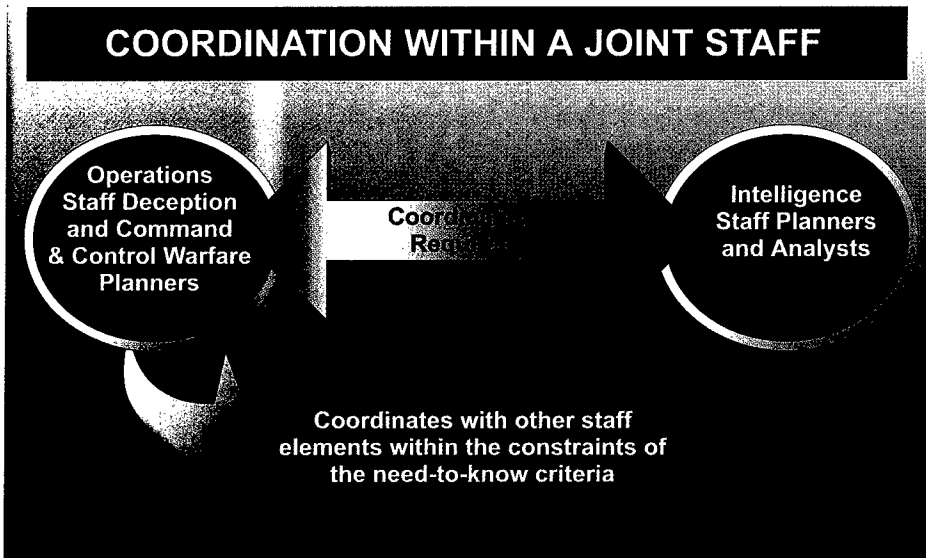 COORDINATION WITHIN A JOINT STAFF
Operations
Staff Deception
and Command
& Control Warfare
Planners
Intelligence
Staff Planners
and Analysts
Coordinates with other staff
elements within the constraints of
the need-to-know criteria